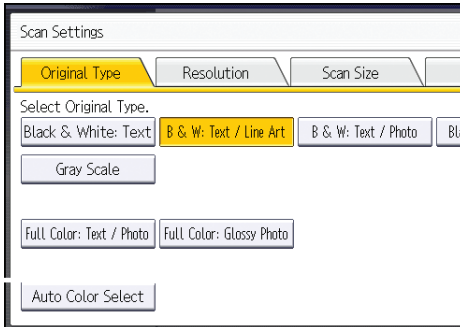 Scan Settings
Original Type Resolution Scan Size
Select Original Type.
Black & White: Text B & W: Text / Line Art B & W: Text / Photo
Gray Scale
Full Color: Text / Photo Full Color: Glossy Photo
Auto Color Select